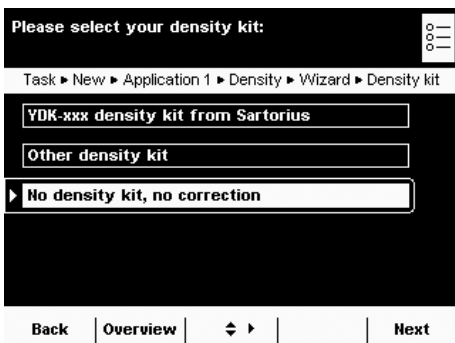 Please select your density kit:
Task ▸ New ▸ Application 1 ▸ Density ▸ Wizard ▸ Density kit
YDK-xxx density kit from Sartorius
Other density kit
No density kit, no correction
Back Overview Next